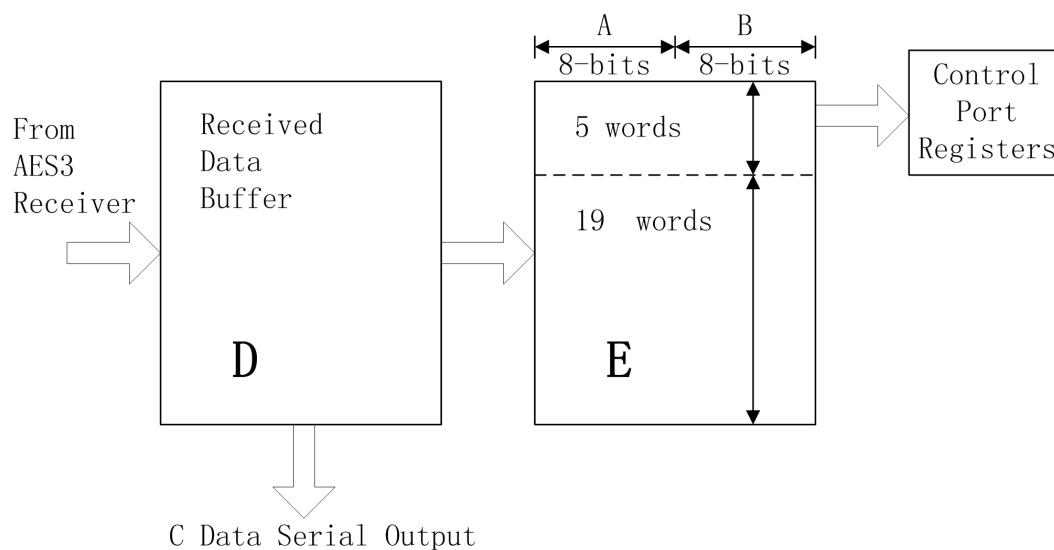 A B
8-bits 8-bits
From
AES3
Receiver
Received
Data
Buffer
D
5 words
19 words
E
Control
Port
Registers
C Data Serial Output